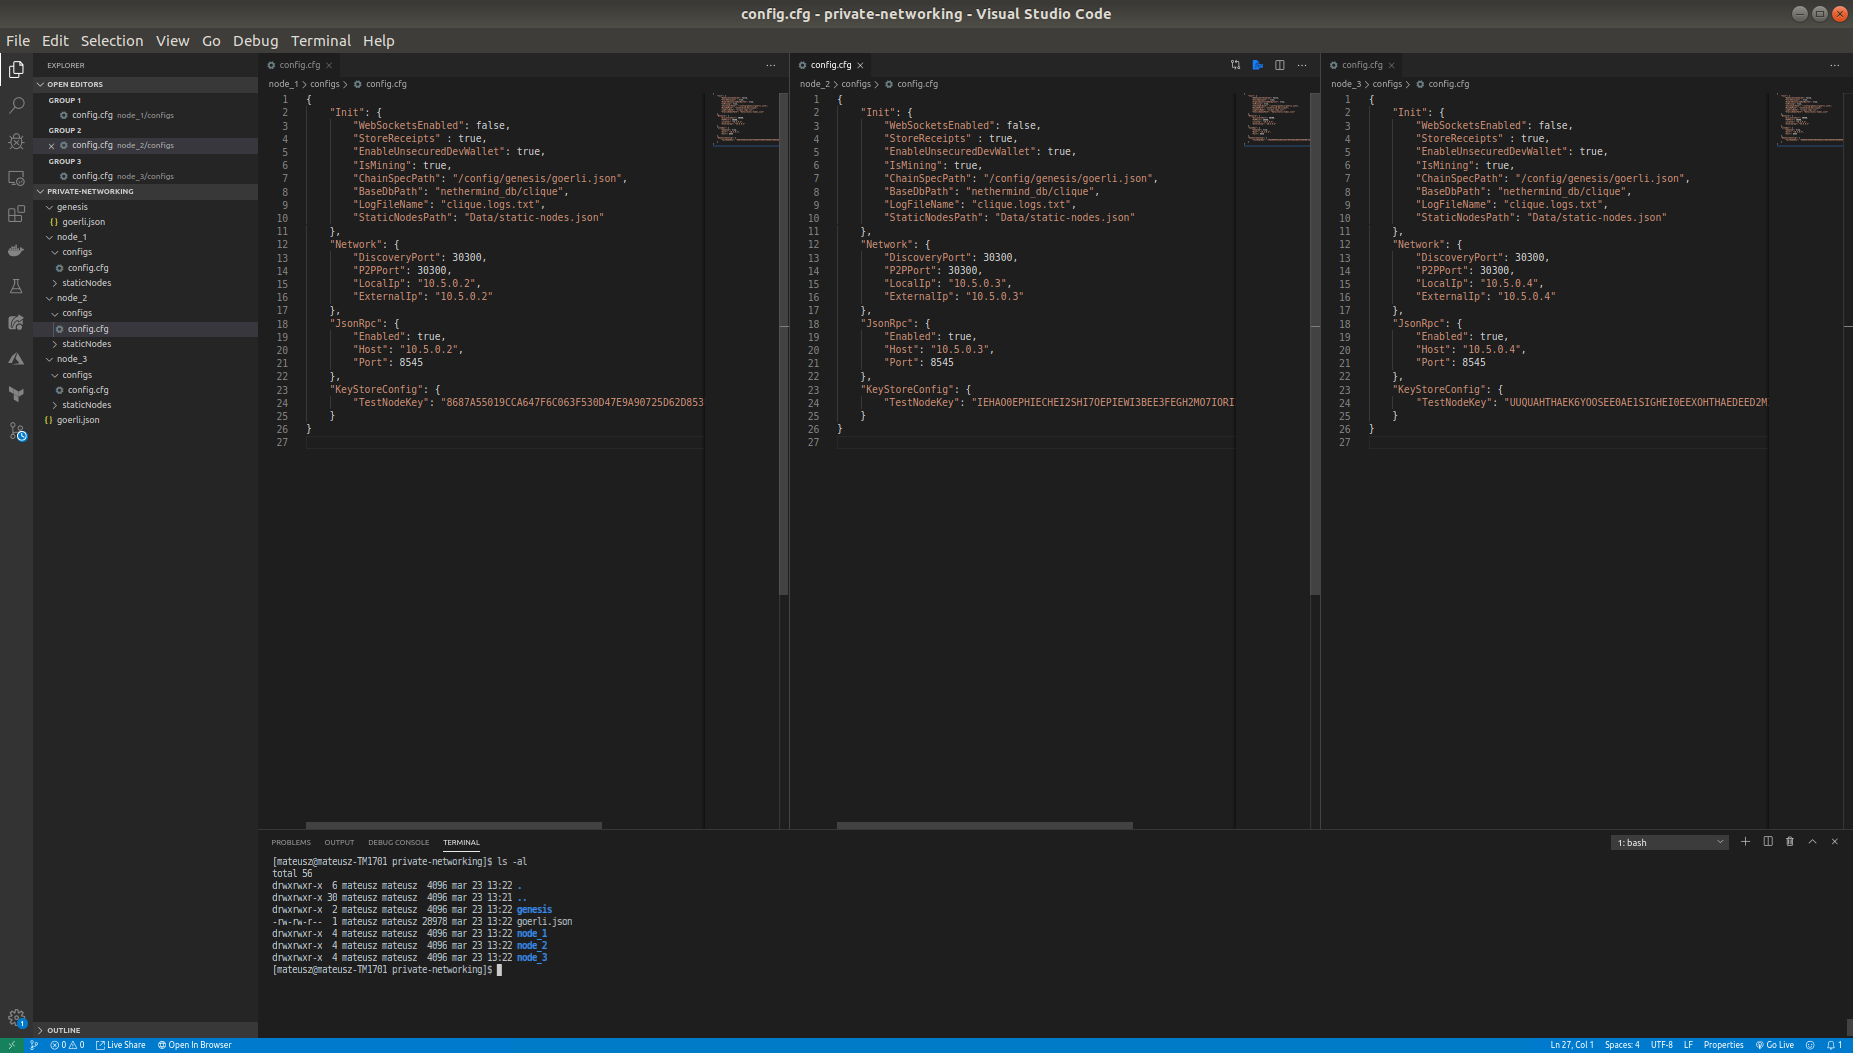 config.cfg - private-networking - Visual Studio Code
File Edit Selection View Go Debug Terminal Help
EXPLORER
OPEN EDITORS
GROUP 1
config.cfg node_1/configs
GROUP 2
config.cfg node_2/configs
GROUP 3
config.cfg node_3/configs
PRIVATE-NETWORKING
genesis
goerli.json
node_1
configs
config.cfg
staticNodes
node_2
configs
config.cfg
staticNodes
node_3
configs
config.cfg
staticNodes
goerli.json
OUTLINE
config.cfg
node_1 > configs > config.cfg
1 {
2 "Init": {
3 "WebSocketsEnabled": false,
4 "StoreReceipts" : true,
5 "EnableUnsecuredDevWallet": true,
6 "IsMining": true,
7 "ChainSpecPath": "/config/genesis/goerli.json",
8 "BaseDbPath": "nethermind_db/clique",
9 "LogFileName": "clique.logs.txt",
10 "StaticNodesPath": "Data/static-nodes.json"
11 },
12 "Network": {
13 "DiscoveryPort": 30300,
14 "P2PPort": 30300,
15 "LocalIp": "10.5.0.2",
16 "ExternalIp": "10.5.0.2"
17 },
18 "JsonRpc": {
19 "Enabled": true,
20 "Host": "10.5.0.2",
21 "Port": 8545
22 },
23 "KeyStoreConfig": {
24 "TestNodeKey": "8687A55019CCA647F6C063F530D47E9A90725D62D853
25 }
26 }
27
config.cfg
node_2 > configs > config.cfg
1 {
2 "Init": {
3 "WebSocketsEnabled": false,
4 "StoreReceipts" : true,
5 "EnableUnsecuredDevWallet": true,
6 "IsMining": true,
7 "ChainSpecPath": "/config/genesis/goerli.json",
8 "BaseDbPath": "nethermind_db/clique",
9 "LogFileName": "clique.logs.txt",
10 "StaticNodesPath": "Data/static-nodes.json"
11 },
12 "Network": {
13 "DiscoveryPort": 30300,
14 "P2PPort": 30300,
15 "LocalIp": "10.5.0.3",
16 "ExternalIp": "10.5.0.3"
17 },
18 "JsonRpc": {
19 "Enabled": true,
20 "Host": "10.5.0.3",
21 "Port": 8545
22 },
23 "KeyStoreConfig": {
24 "TestNodeKey": "IEHAO0EPHIECHEI2SHI7OEPIEWI3BEE3FEGH2MO7IORI
25 }
26 }
27
config.cfg
node_3 > configs > config.cfg
1 {
2 "Init": {
3 "WebSocketsEnabled": false,
4 "StoreReceipts" : true,
5 "EnableUnsecuredDevWallet": true,
6 "IsMining": true,
7 "ChainSpecPath": "/config/genesis/goerli.json",
8 "BaseDbPath": "nethermind_db/clique",
9 "LogFileName": "clique.logs.txt",
10 "StaticNodesPath": "Data/static-nodes.json"
11 },
12 "Network": {
13 "DiscoveryPort": 30300,
14 "P2PPort": 30300,
15 "LocalIp": "10.5.0.4",
16 "ExternalIp": "10.5.0.4"
17 },
18 "JsonRpc": {
19 "Enabled": true,
20 "Host": "10.5.0.4",
21 "Port": 8545
22 },
23 "KeyStoreConfig": {
24 "TestNodeKey": "UUQUAHTHAEK6YOOSEE0AE1SIGHEI0EEXOHTHAEDEED2M
25 }
26 }
27
PROBLEMS OUTPUT DEBUG CONSOLE TERMINAL
1: bash
[mateusz@mateusz-TM1701 private-networking]$ ls -al
total 56
drwxrwxr-x 6 mateusz mateusz 4096 mar 23 13:22 .
drwxrwxr-x 30 mateusz mateusz 4096 mar 23 13:21 ..
drwxrwxr-x 2 mateusz mateusz 4096 mar 23 13:22 genesis
-rw-rw-r-- 1 mateusz mateusz 28978 mar 23 13:22 goerli.json
drwxrwxr-x 4 mateusz mateusz 4096 mar 23 13:22 node_1
drwxrwxr-x 4 mateusz mateusz 4096 mar 23 13:22 node_2
drwxrwxr-x 4 mateusz mateusz 4096 mar 23 13:22 node_3
[mateusz@mateusz-TM1701 private-networking]$
0 0 Live Share Open In Browser
Ln 27, Col 1 Spaces: 4 UTF-8 LF Properties Go Live 1